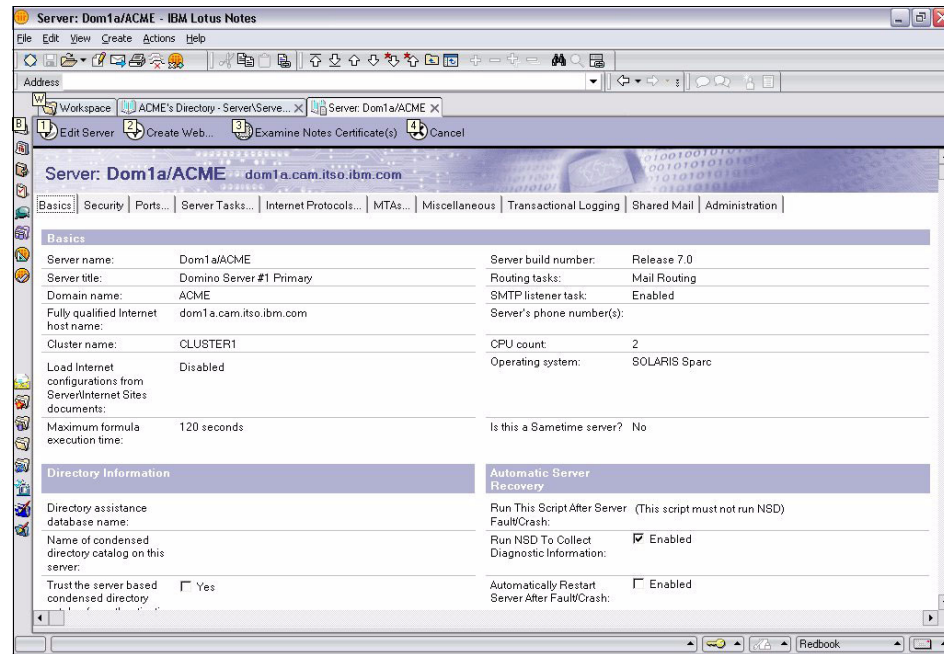 Server: Dom1a/ACME - IBM Lotus Notes
File Edit View Create Actions Help
Address
W
Workspace ACME's Directory - Server\Serve... Server: Dom1a/ACME
B
1 Edit Server 2 Create Web... 3 Examine Notes Certificate(s) 4 Cancel
Server: Dom1a/ACME dom1a.cam.itso.ibm.com
Basics Security Ports... Server Tasks... Internet Protocols... MTAs... Miscellaneous Transactional Logging Shared Mail Administration
Basics
Server name: Dom1a/ACME Server build number: Release 7.0
Server title: Domino Server #1 Primary Routing tasks: Mail Routing
Domain name: ACME SMTP listener task: Enabled
Fully qualified Internet dom1a.cam.itso.ibm.com Server's phone number(s):
host name:
Cluster name: CLUSTER1 CPU count: 2
Load Internet Disabled Operating system: SOLARIS Sparc
configurations from
Server\Internet Sites
documents:
Maximum formula 120 seconds Is this a Sametime server? No
execution time:
Directory Information Automatic Server
Recovery
Directory assistance Run This Script After Server (This script must not run NSD)
database name: Fault/Crash:
Name of condensed Run NSD To Collect Enabled
directory catalog on this Diagnostic Information:
server:
Trust the server based Yes Automatically Restart Enabled
condensed directory Server After Fault/Crash:
Redbook